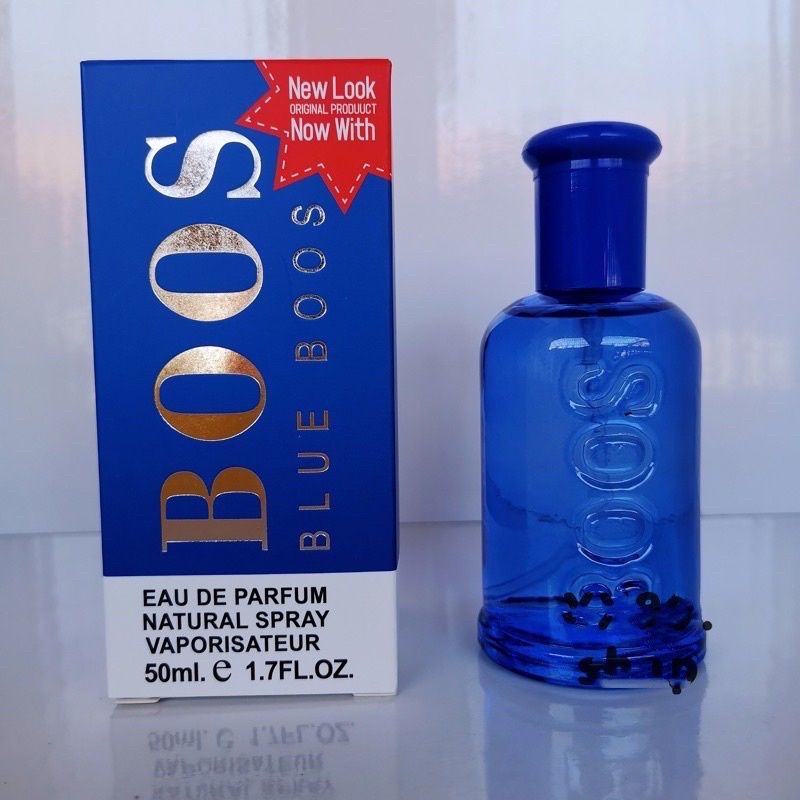 New Look
ORIGINAL PRODUUCT
Now With
BOOS
BLUE BOOS
EAU DE PARFUM
NATURAL SPRAY
VAPORISATEUR
50ml. e 1.7FL.OZ.
BOOS